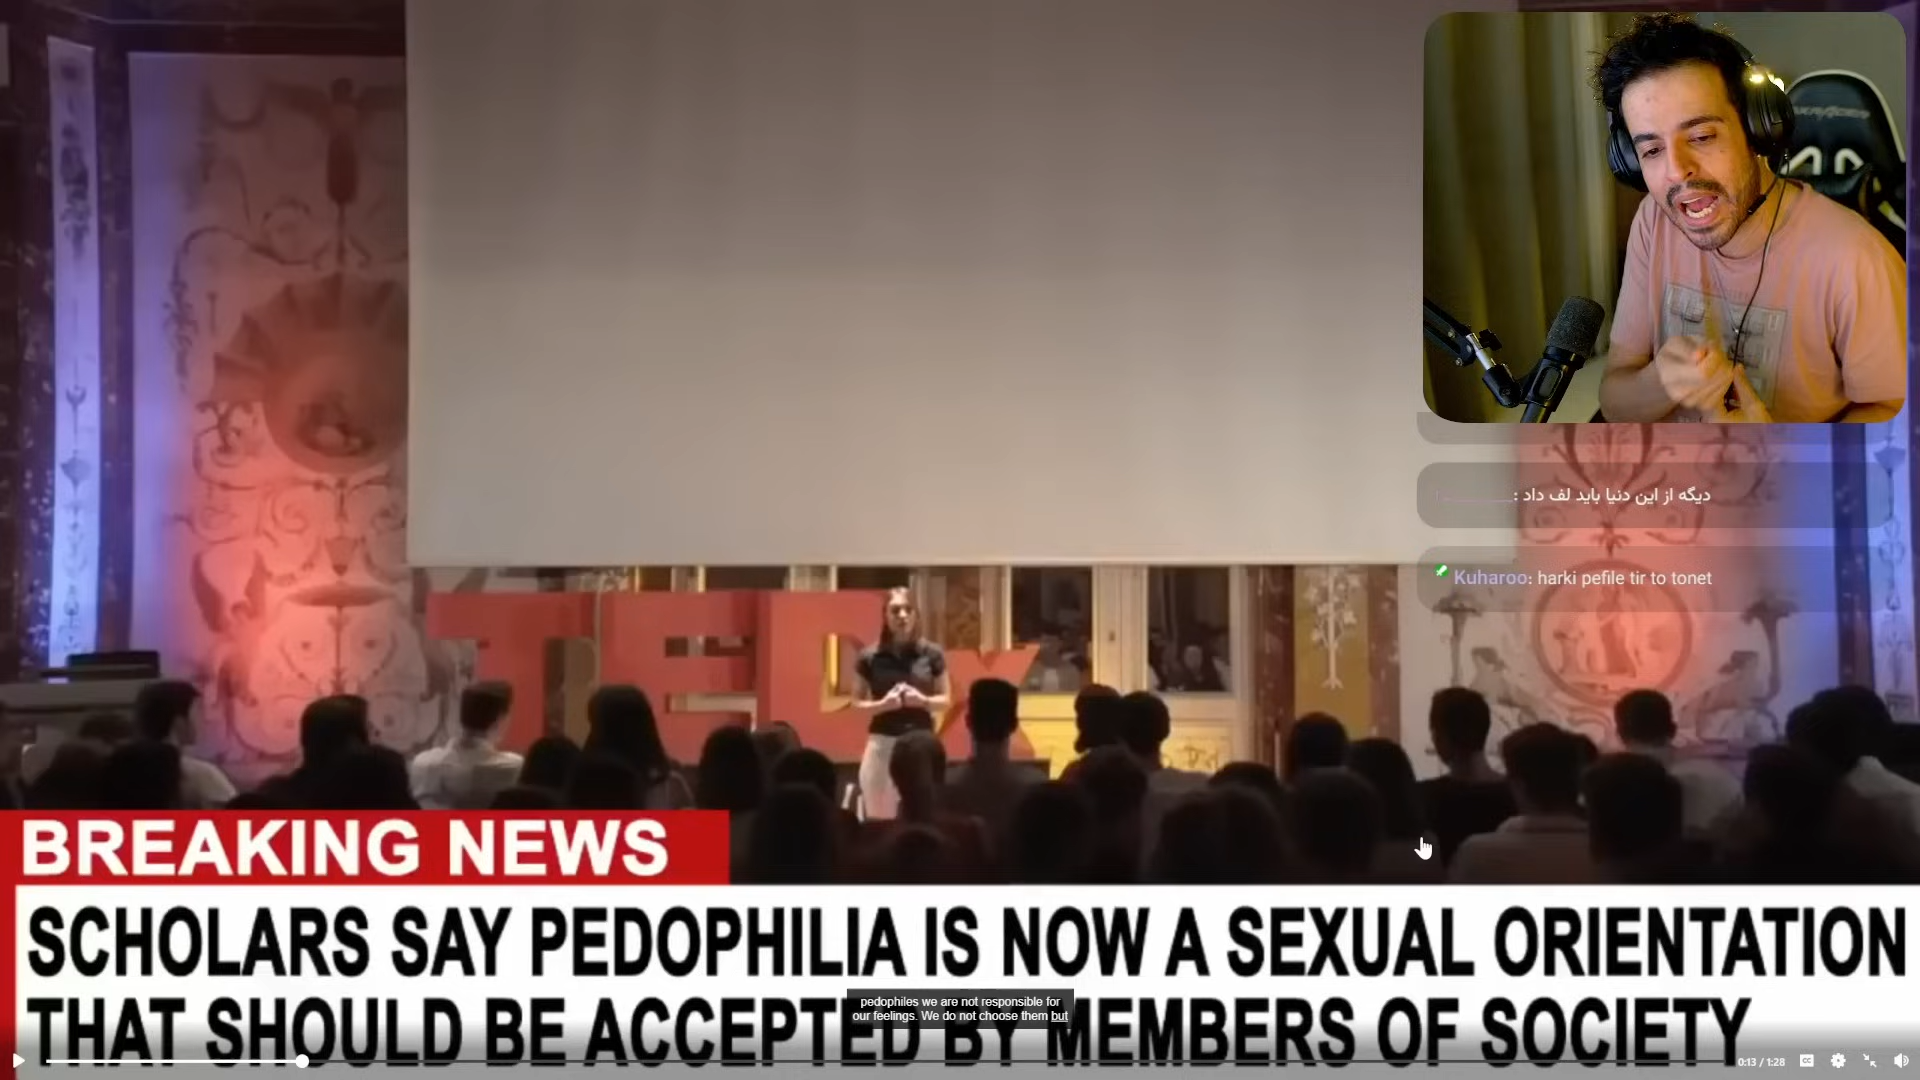 دیگه از این دنیا باید لف داد :
Kuharoo: harki pefile tir to tonet
TEDx
BREAKING NEWS
SCHOLARS SAY PEDOPHILIA IS NOW A SEXUAL ORIENTATION
THAT SHOULD BE ACCEPTED BY MEMBERS OF SOCIETY
pedophiles we are not responsible for
our feelings. We do not choose them but
0:13 / 1:28
CC